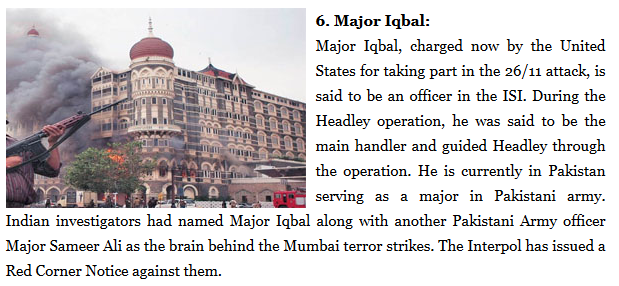 6. Major Iqbal:
Major Iqbal, charged now by the United
States for taking part in the 26/11 attack, is
said to be an officer in the ISI. During the
Headley operation, he was said to be the
main handler and guided Headley through
the operation. He is currently in Pakistan
serving as a major in Pakistani army.
Indian investigators had named Major Iqbal along with another Pakistani Army officer
Major Sameer Ali as the brain behind the Mumbai terror strikes. The Interpol has issued a
Red Corner Notice against them.